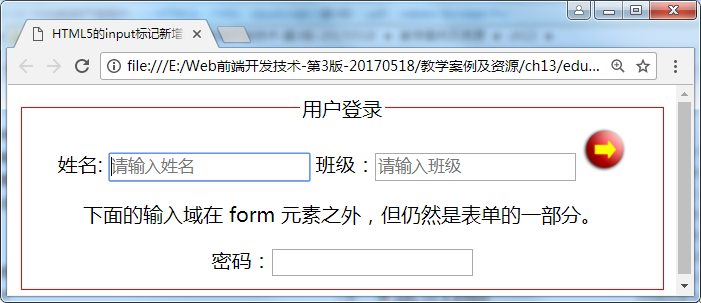 HTML5的input标记新增
file:///E:/Web前端开发技术-第3版-20170518/教学案例及资源/ch13/edu...
用户登录
姓名: 请输入姓名 班级：请输入班级
下面的输入域在 form 元素之外，但仍然是表单的一部分。
密码：